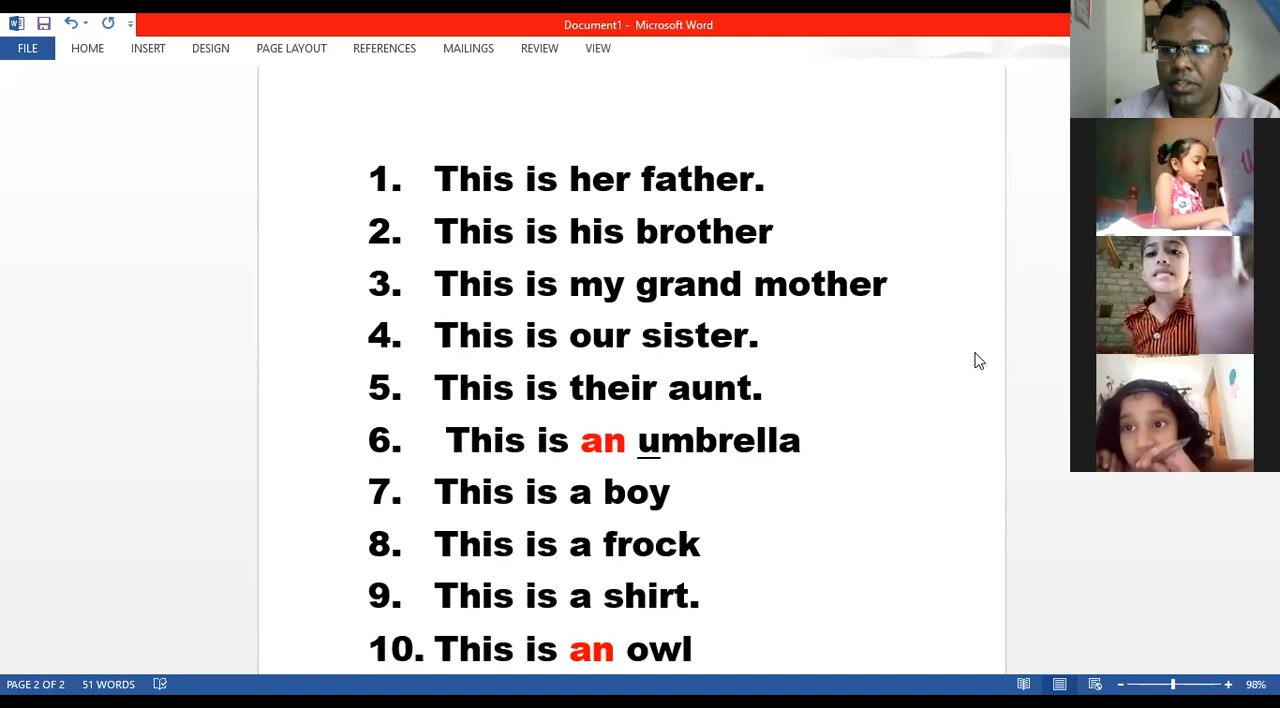 Document1 - Microsoft Word
FILE HOME INSERT DESIGN PAGE LAYOUT REFERENCES MAILINGS REVIEW VIEW
1. This is her father.
2. This is his brother
3. This is my grand mother
4. This is our sister.
5. This is their aunt.
6. This is an umbrella
7. This is a boy
8. This is a frock
9. This is a shirt.
10. This is an owl
PAGE 2 OF 2 51 WORDS 98%